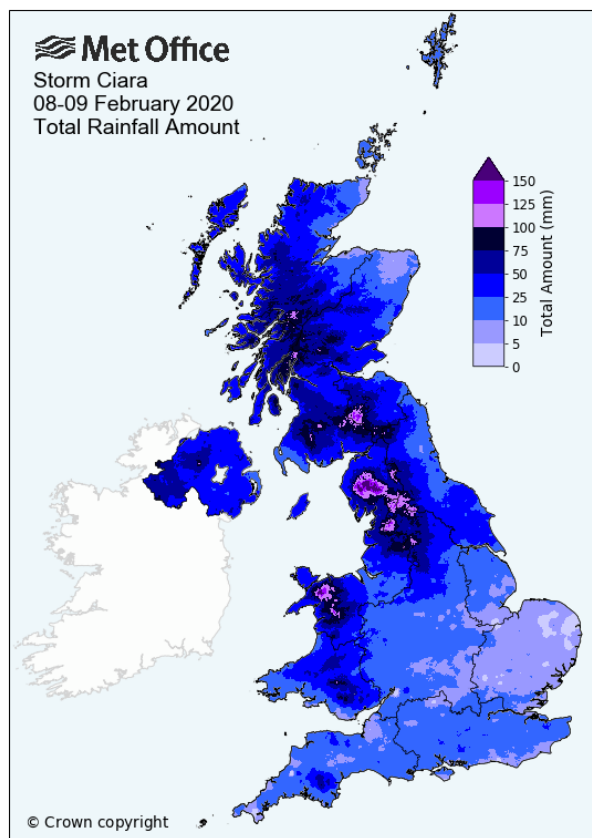 Met Office
Storm Ciara
08-09 February 2020
Total Rainfall Amount
150
125
100
75
50
25
10
5
0
Total Amount (mm)
© Crown copyright